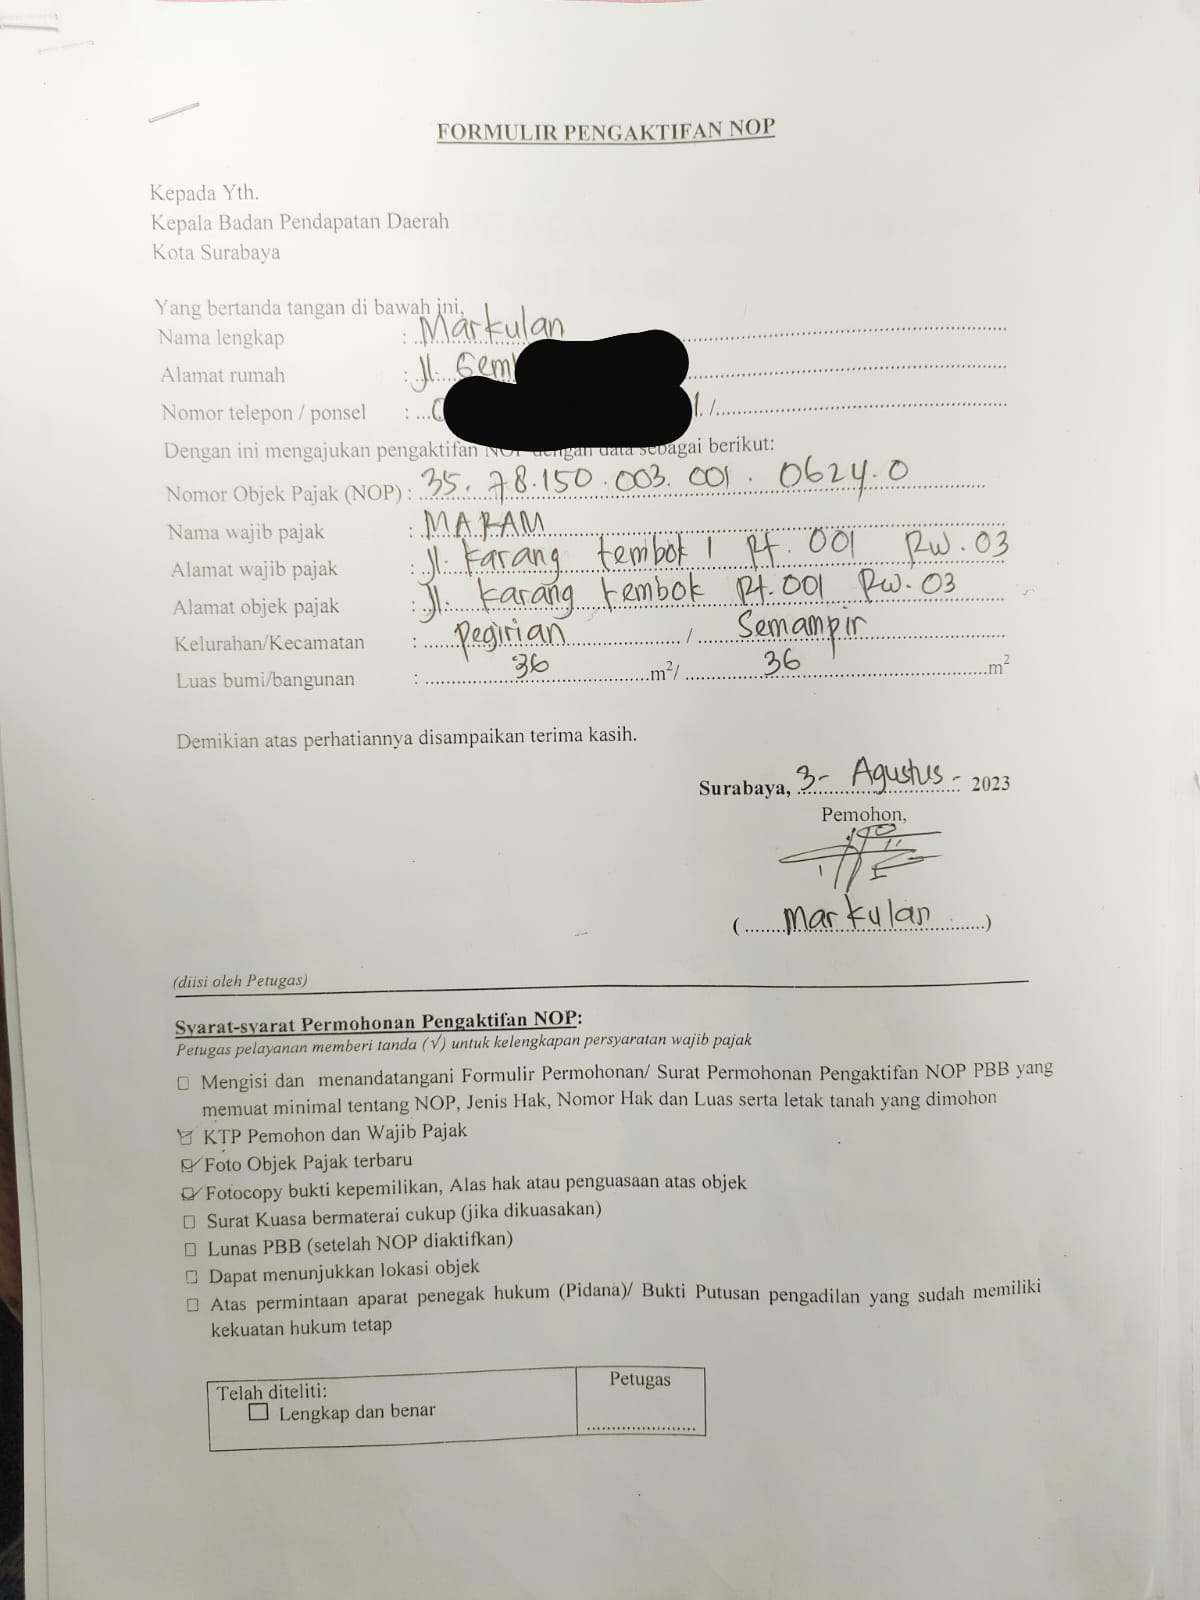 FORMULIR PENGAKTIFAN NOP
Kepada Yth.
Kepala Badan Pendapatan Daerah
Kota Surabaya
Yang bertanda tangan di bawah ini,
Nama lengkap : Markulan
Alamat rumah : Jl. Gem
Nomor telepon / ponsel : /
Dengan ini mengajukan pengaktifan NOP dengan data sebagai berikut:
Nomor Objek Pajak (NOP) : 35. 78.150.003.001.0624.0
Nama wajib pajak : MARAM
Alamat wajib pajak : Jl. Karang tembok 1 Rt. 001 Rw. 03
Alamat objek pajak : Jl. Karang tembok Rt. 001 Rw. 03
Kelurahan/Kecamatan : Pegirian / Semampir
Luas bumi/bangunan : 36 m²/ 36 m²
Demikian atas perhatiannya disampaikan terima kasih.
Surabaya, 3- Agustus - 2023
Pemohon,
(Markulan)
(diisi oleh Petugas)
Syarat-syarat Permohonan Pengaktifan NOP:
Petugas pelayanan memberi tanda (√) untuk kelengkapan persyaratan wajib pajak
☐ Mengisi dan menandatangani Formulir Permohonan/ Surat Permohonan Pengaktifan NOP PBB yang
memuat minimal tentang NOP, Jenis Hak, Nomor Hak dan Luas serta letak tanah yang dimohon
☑ KTP Pemohon dan Wajib Pajak
☑ Foto Objek Pajak terbaru
☑ Fotocopy bukti kepemilikan, Alas hak atau penguasaan atas objek
☐ Surat Kuasa bermaterai cukup (jika dikuasakan)
☐ Lunas PBB (setelah NOP diaktifkan)
☐ Dapat menunjukkan lokasi objek
☐ Atas permintaan aparat penegak hukum (Pidana)/ Bukti Putusan pengadilan yang sudah memiliki
kekuatan hukum tetap
Telah diteliti:
☐ Lengkap dan benar
Petugas